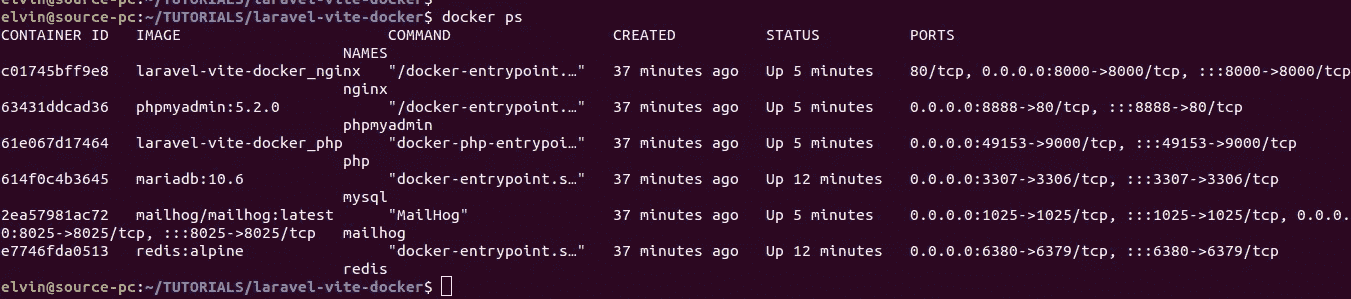 elvin@source-pc:~/TUTORIALS/laravel-vite-docker$
elvin@source-pc:~/TUTORIALS/laravel-vite-docker$ docker ps
CONTAINER ID   IMAGE                       COMMAND                  CREATED          STATUS          PORTS
NAMES
c01745bff9e8   laravel-vite-docker_nginx   "/docker-entrypoint.…"   37 minutes ago   Up 5 minutes    80/tcp, 0.0.0.0:8000->8000/tcp, :::8000->8000/tcp
nginx
63431ddcad36   phpmyadmin:5.2.0            "/docker-entrypoint.…"   37 minutes ago   Up 5 minutes    0.0.0.0:8888->80/tcp, :::8888->80/tcp
phpmyadmin
61e067d17464   laravel-vite-docker_php     "docker-php-entrypoi…"   37 minutes ago   Up 5 minutes    0.0.0.0:49153->9000/tcp, :::49153->9000/tcp
php
614f0c4b3645   mariadb:10.6                "docker-entrypoint.s…"   37 minutes ago   Up 12 minutes   0.0.0.0:3307->3306/tcp, :::3307->3306/tcp
mysql
2ea57981ac72   mailhog/mailhog:latest      "MailHog"                37 minutes ago   Up 5 minutes    0.0.0.0:1025->1025/tcp, :::1025->1025/tcp, 0.0.0.
0:8025->8025/tcp, :::8025->8025/tcp   mailhog
e7746fda0513   redis:alpine                "docker-entrypoint.s…"   37 minutes ago   Up 12 minutes   0.0.0.0:6380->6379/tcp, :::6380->6379/tcp
redis
elvin@source-pc:~/TUTORIALS/laravel-vite-docker$